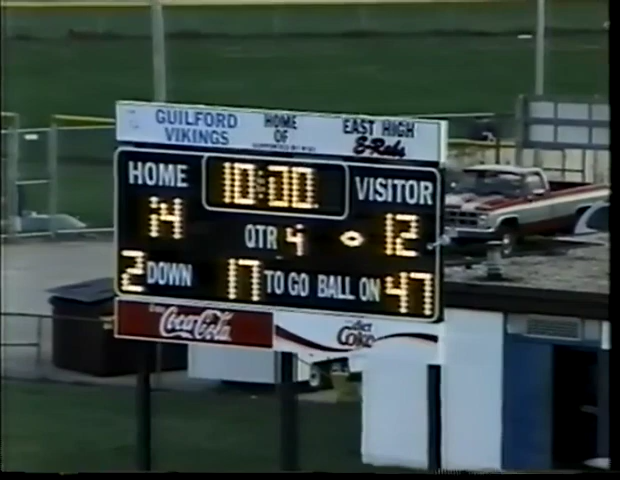 GUILFORD VIKINGS
HOME OF
EAST HIGH E-Rabs
HOME 10:00 VISITOR
14 QTR 4 12
2 DOWN 17 TO GO BALL ON 47
Coca-Cola
diet Coke